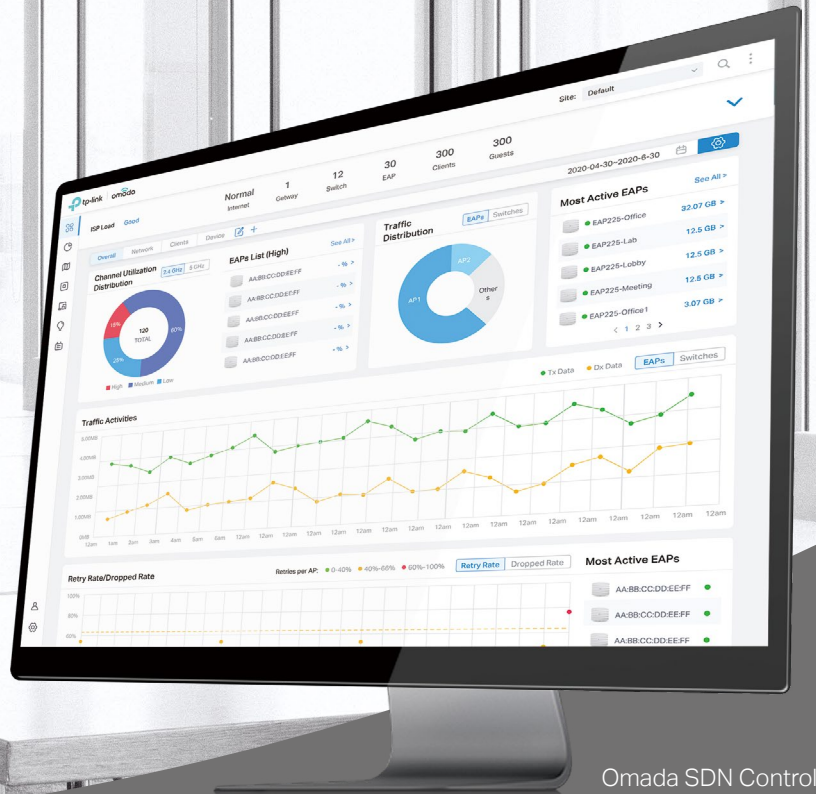 Site: Default
tp-link omada
Normal 1 12 30 300 300
Internet Getway Switch EAP Clients Guests
ISP Load Good
2020-04-30~2020-6-30
Overall Network Clients Device
Channel Utilization Distribution
2.4 GHz 5 GHz
120
TOTAL
60%
High Medium Low
EAPs List (High) See All >
AA:BB:CC:DD:EE:FF - % >
AA:BB:CC:DD:EE:FF - % >
AA:BB:CC:DD:EE:FF - % >
AA:BB:CC:DD:EE:FF - % >
AA:BB:CC:DD:EE:FF - % >
Traffic Distribution
EAPs Switches
AP1
AP2
Other
s
Most Active EAPs See All >
EAP225-Office 32.07 GB >
EAP225-Lab 12.5 GB >
EAP225-Lobby 12.5 GB >
EAP225-Meeting 12.5 GB >
EAP225-Office1 3.07 GB >
< 1 2 3 >
Traffic Activities
Tx Data Dx Data EAPs Switches
5.00MB
4.00MB
3.00MB
2.00MB
1.00MB
0MB
12am 1am 2am 3am 4am 5am 12am 12am 12am 12am 12am 12am 12am 12am 12am 12am 12am 12am 12am 12am 12am 12am
Retry Rate/Dropped Rate
Retries per AP: 0-40% 60%-100%
Retry Rate Dropped Rate
100%
80%
60%
Most Active EAPs
AA:BB:CC:DD:EE:FF
AA:BB:CC:DD:EE:FF
AA:BB:CC:DD:EE:FF
Omada SDN Control